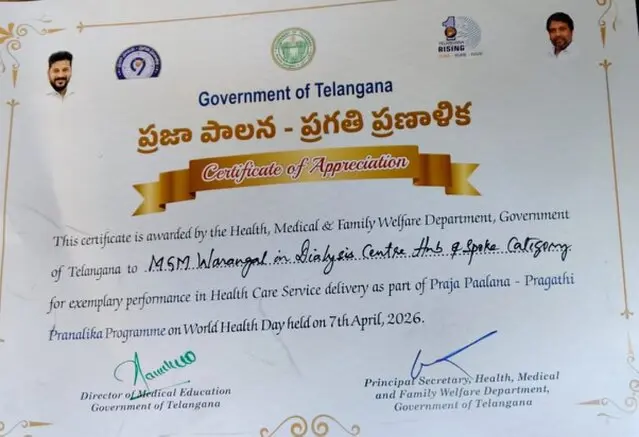 TELANGANA
RISING
Government of Telangana
ప్రజా పాలన - ప్రగతి ప్రణాళిక
Certificate of Appreciation
This certificate is awarded by the Health, Medical & Family Welfare Department, Government
of Telangana to MGM Warangal in Dialysis Centre Hub & Spoke Category
for exemplary performance in Health Care Service delivery as part of Praja Paalana - Pragathi
Pranalika Programme on World Health Day held on 7th April, 2026.
Director of Medical Education
Government of Telangana
Principal Secretary, Health, Medical
and Family Welfare Department,
Government of Telangana